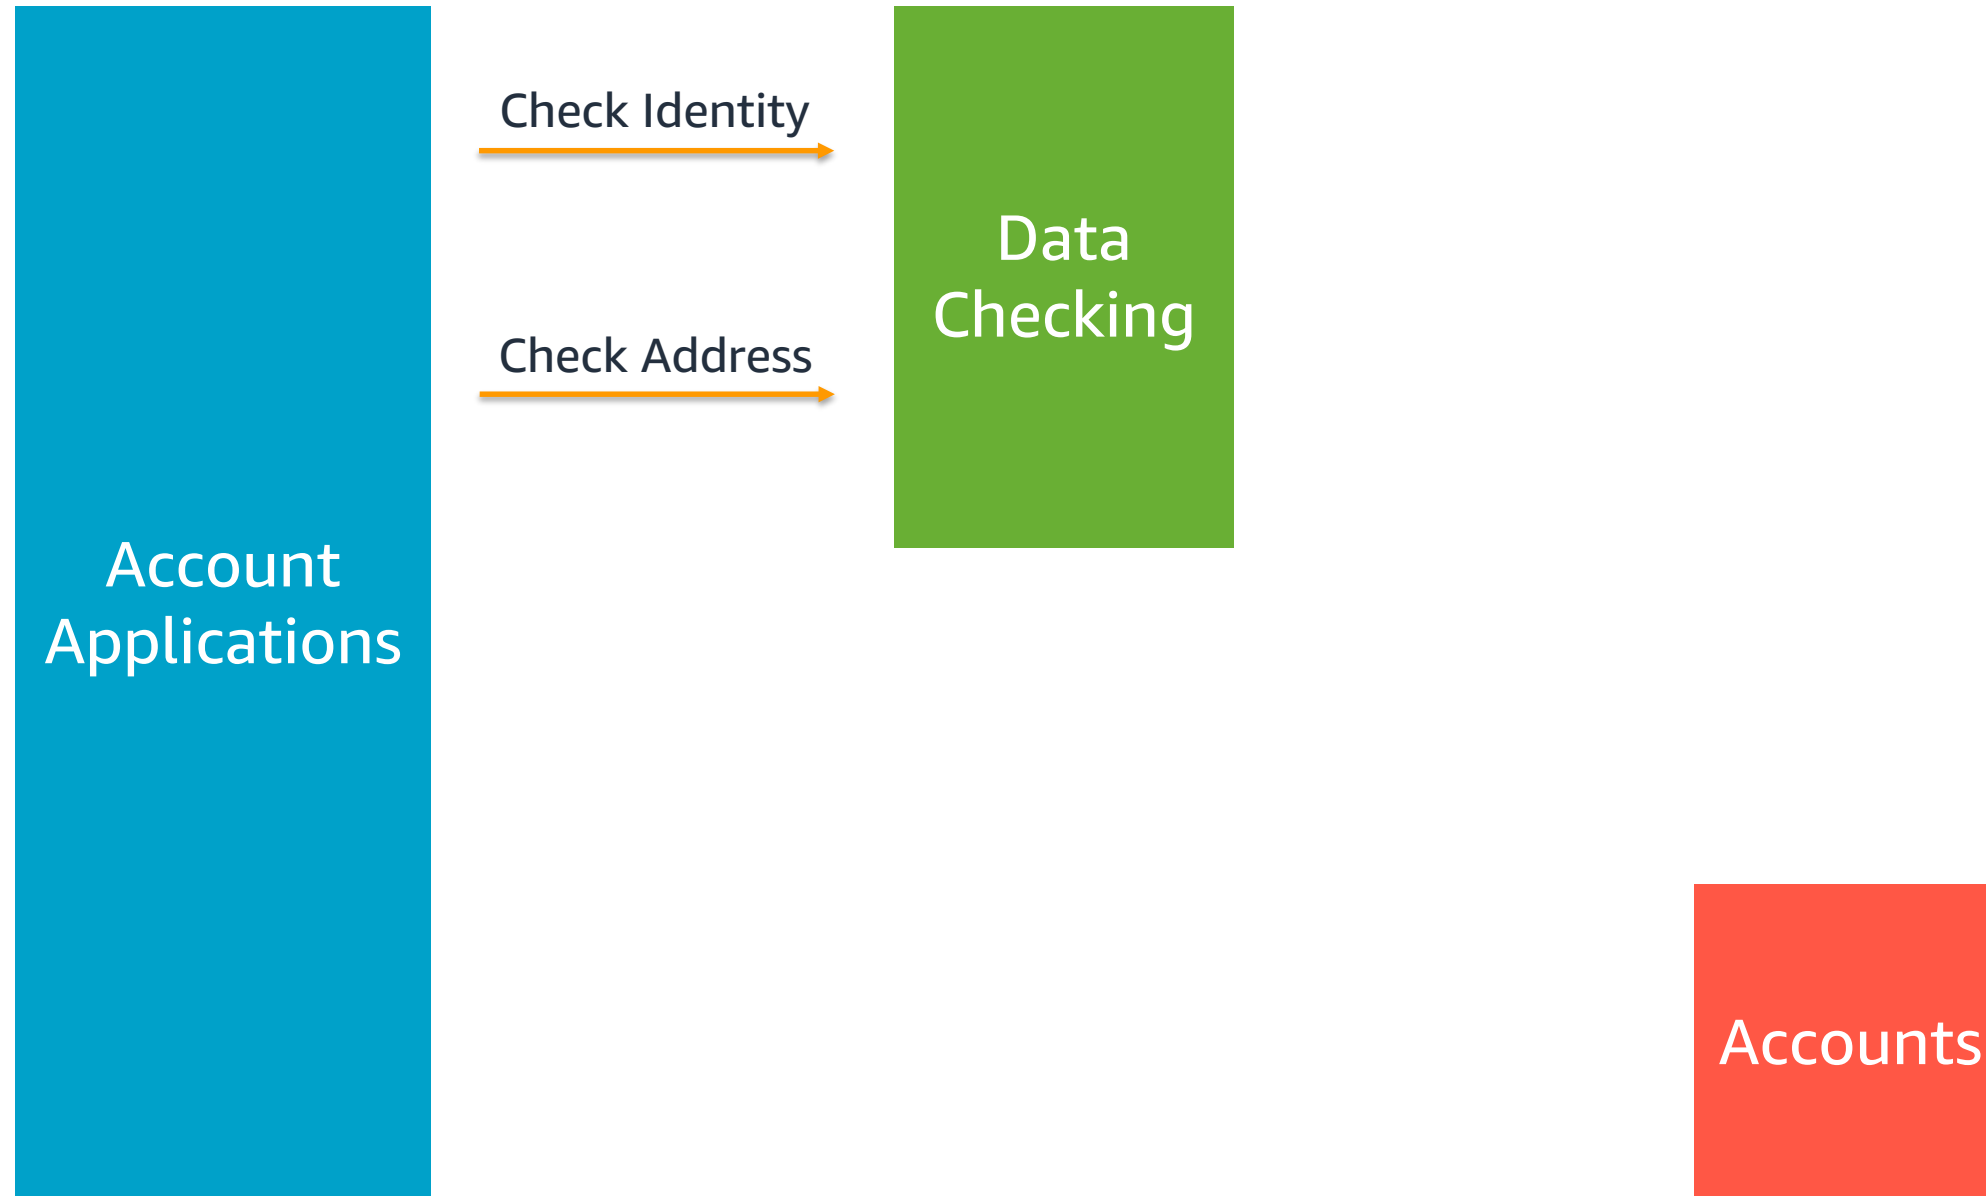 Check Identity
Data
Checking
Check Address
Account
Applications
Accounts